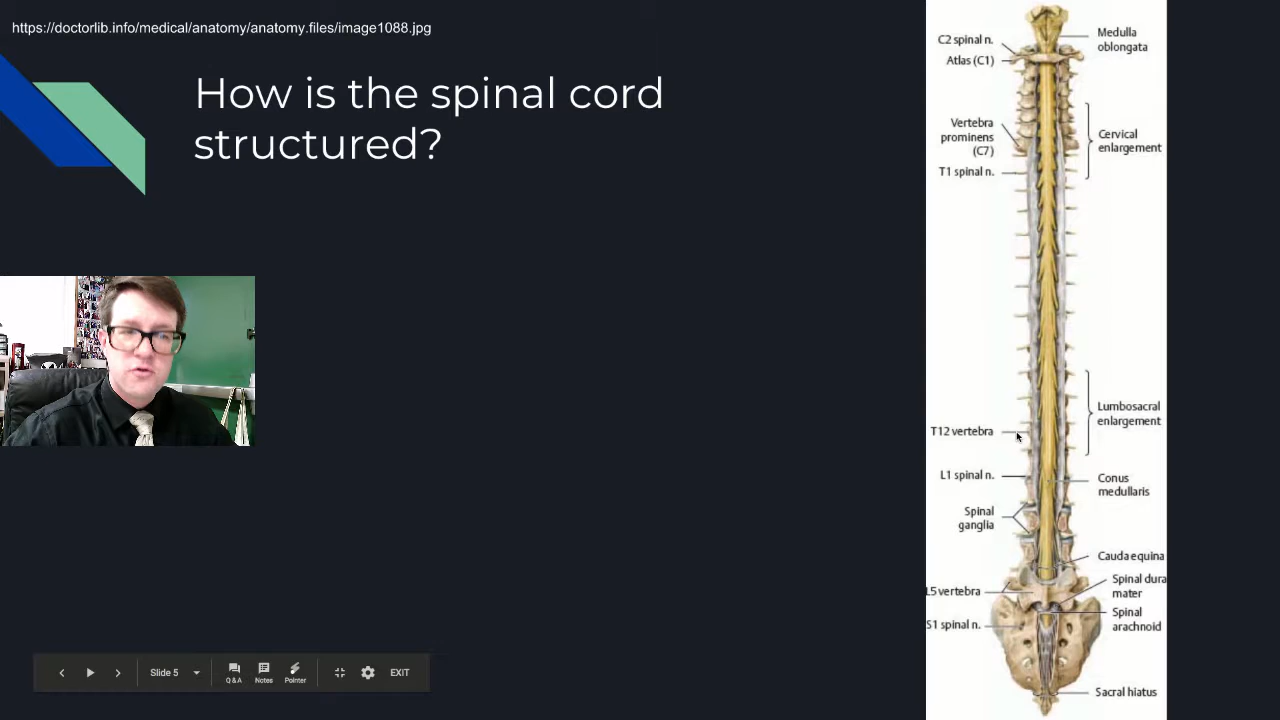 https://doctorlib.info/medical/anatomy/anatomy.files/image1088.jpg
How is the spinal cord
structured?
C2 spinal n.
Atlas (C1)
Vertebra
prominens
(C7)
T1 spinal n.
T12 vertebra
L1 spinal n.
Spinal
ganglia
L5 vertebra
S1 spinal n.
Medulla
oblongata
Cervical
enlargement
Lumbosacral
enlargement
Conus
medullaris
Cauda equina
Spinal dura
mater
Spinal
arachnoid
Sacral hiatus
Slide 5
Q & A
Notes
Pointer
EXIT